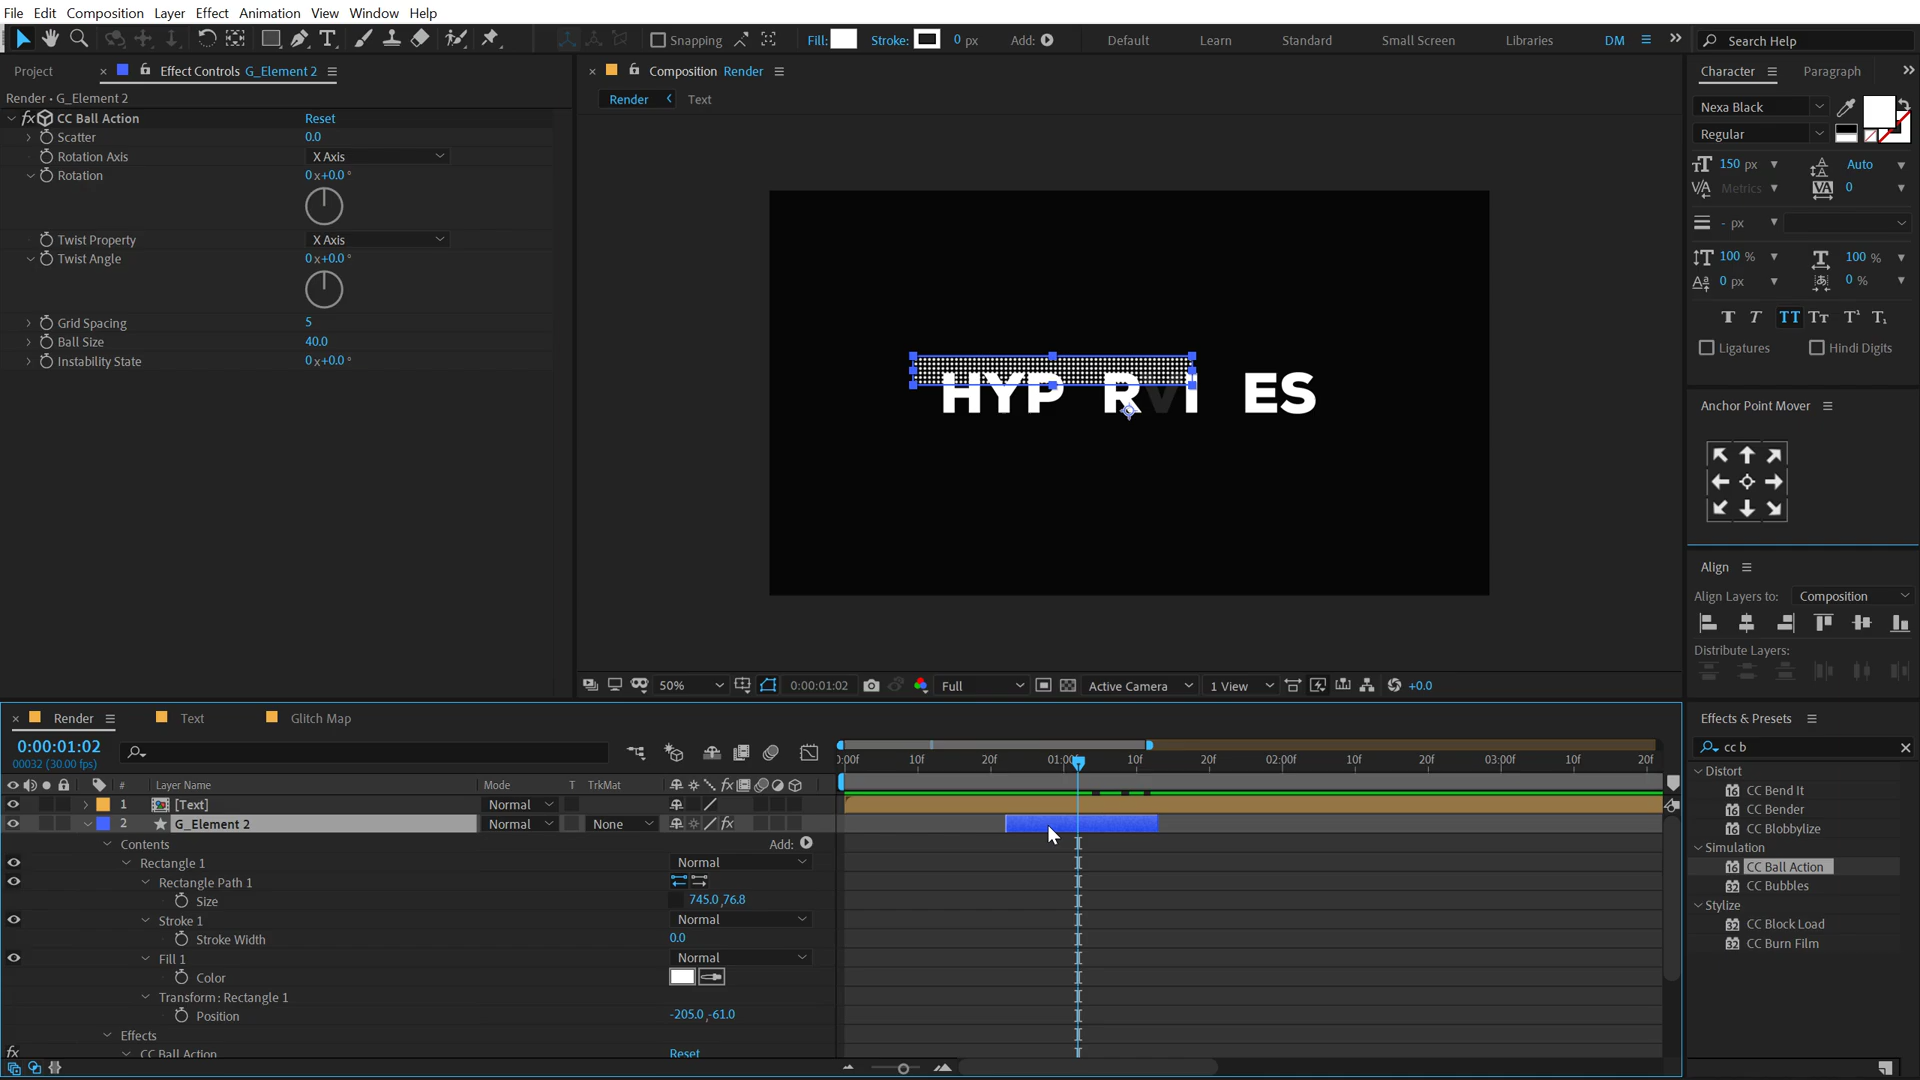 File Edit Composition Layer Effect Animation View Window Help
Snapping Fill: Stroke: 0 px Add: Default Learn Standard Small Screen Libraries DM Search Help
Project Effect Controls G_Element 2 Composition Render Character Paragraph
Render • G_Element 2 Render Text
CC Ball Action Reset
Scatter 0.0
Rotation Axis X Axis
Rotation 0x+0.0°
Twist Property X Axis
Twist Angle 0x+0.0°
Grid Spacing 5
Ball Size 40.0
Instability State 0x+0.0°
HYP RVI ES
Nexa Black
Regular
150 px Auto
Metrics 0
- px
100 % 100 %
0 px 0 %
Ligatures Hindi Digits
Anchor Point Mover
Align
Align Layers to: Composition
Distribute Layers:
50% 0:00:01:02 Full Active Camera 1 View +0.0
Render Text Glitch Map
0:00:01:02
00032 (30.00 fps)
:00f 10f 20f 01:00f 10f 20f 02:00f 10f 20f 03:00f 10f 20f
# Layer Name Mode T TrkMat
1 [Text] Normal
2 G_Element 2 Normal None
Contents Add:
Rectangle 1 Normal
Rectangle Path 1
Size 745.0,76.8
Stroke 1 Normal
Stroke Width 0.0
Fill 1 Normal
Color
Transform: Rectangle 1
Position -205.0,-61.0
Effects
CC Ball Action Reset
Effects & Presets
cc b
Distort
CC Bend It
CC Bender
CC Blobbylize
Simulation
CC Ball Action
CC Bubbles
Stylize
CC Block Load
CC Burn Film